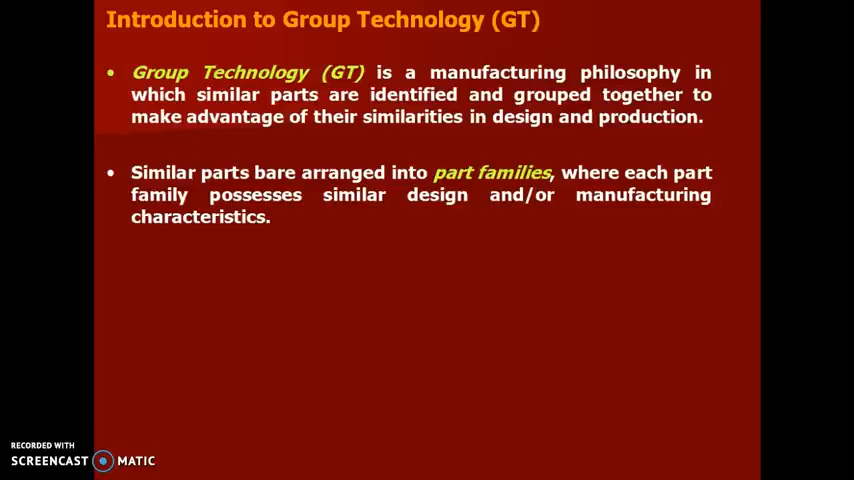 Introduction to Group Technology (GT)
• Group Technology (GT) is a manufacturing philosophy in
which similar parts are identified and grouped together to
make advantage of their similarities in design and production.
• Similar parts bare arranged into part families, where each part
family possesses similar design and/or manufacturing
characteristics.
RECORDED WITH
SCREENCAST MATIC